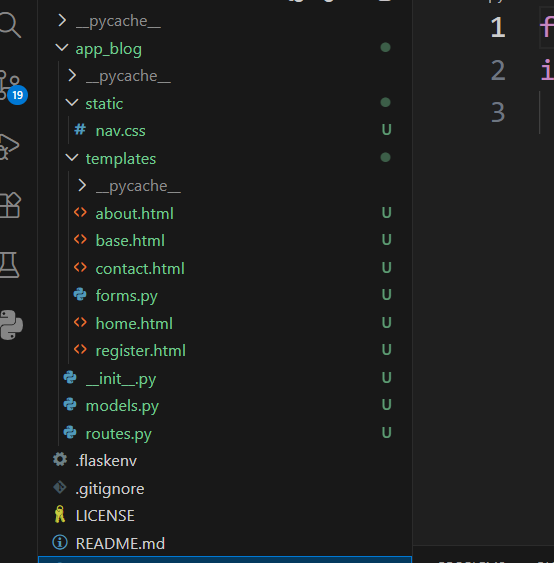 __pycache__
app_blog
__pycache__
static
# nav.css U
templates
__pycache__
<> about.html U
<> base.html U
<> contact.html U
forms.py U
<> home.html U
<> register.html U
__init__.py U
models.py U
routes.py U
.flaskenv
.gitignore
LICENSE
README.md
19
1 f
2 i
3